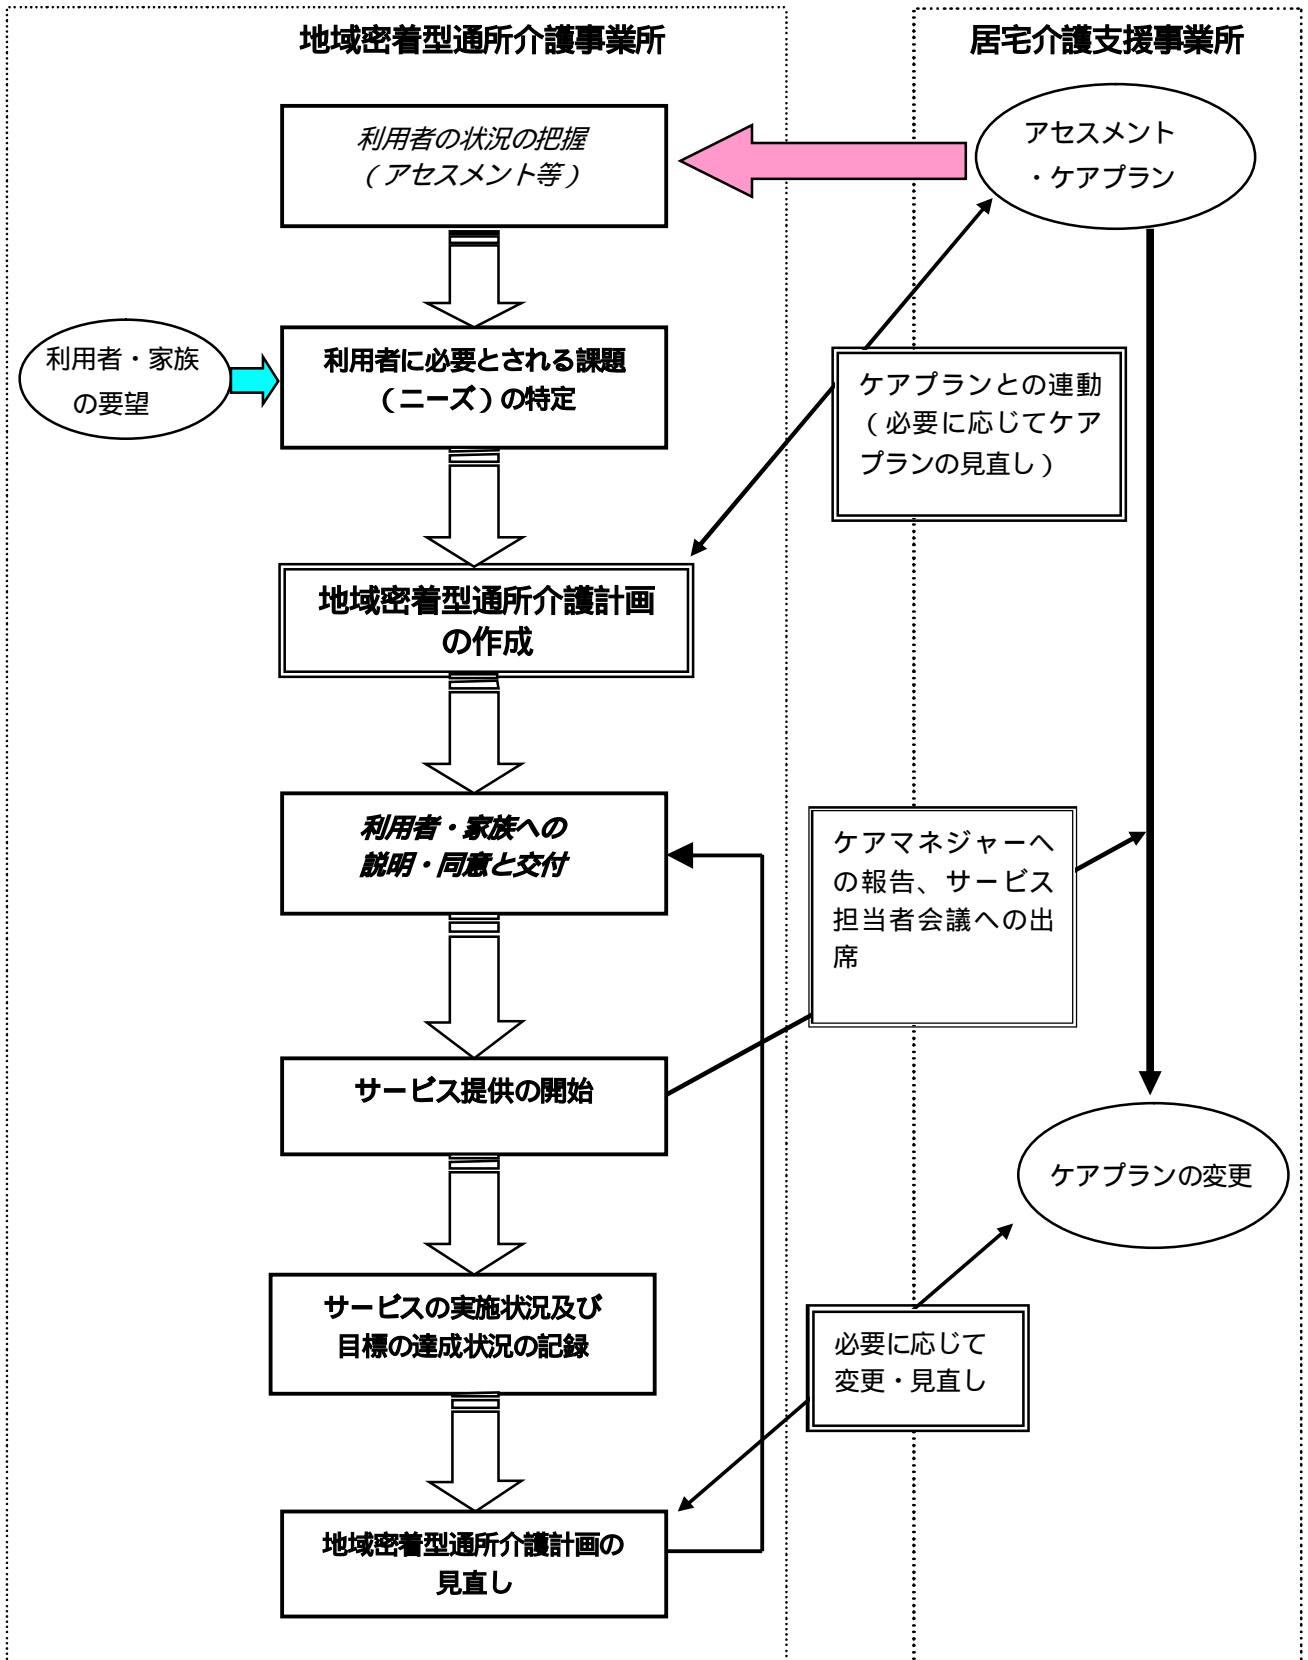 地域密着型通所介護事業所
居宅介護支援事業所
利用者の状況の把握
（アセスメント等）
アセスメント
・ケアプラン
利用者・家族
の要望
利用者に必要とされる課題
（ニーズ）の特定
ケアプランとの連動
（必要に応じてケア
プランの見直し）
地域密着型通所介護計画
の作成
利用者・家族への
説明・同意と交付
ケアマネジャーへ
の報告、サービス
担当者会議への出
席
サービス提供の開始
ケアプランの変更
サービスの実施状況及び
目標の達成状況の記録
必要に応じて
変更・見直し
地域密着型通所介護計画の
見直し